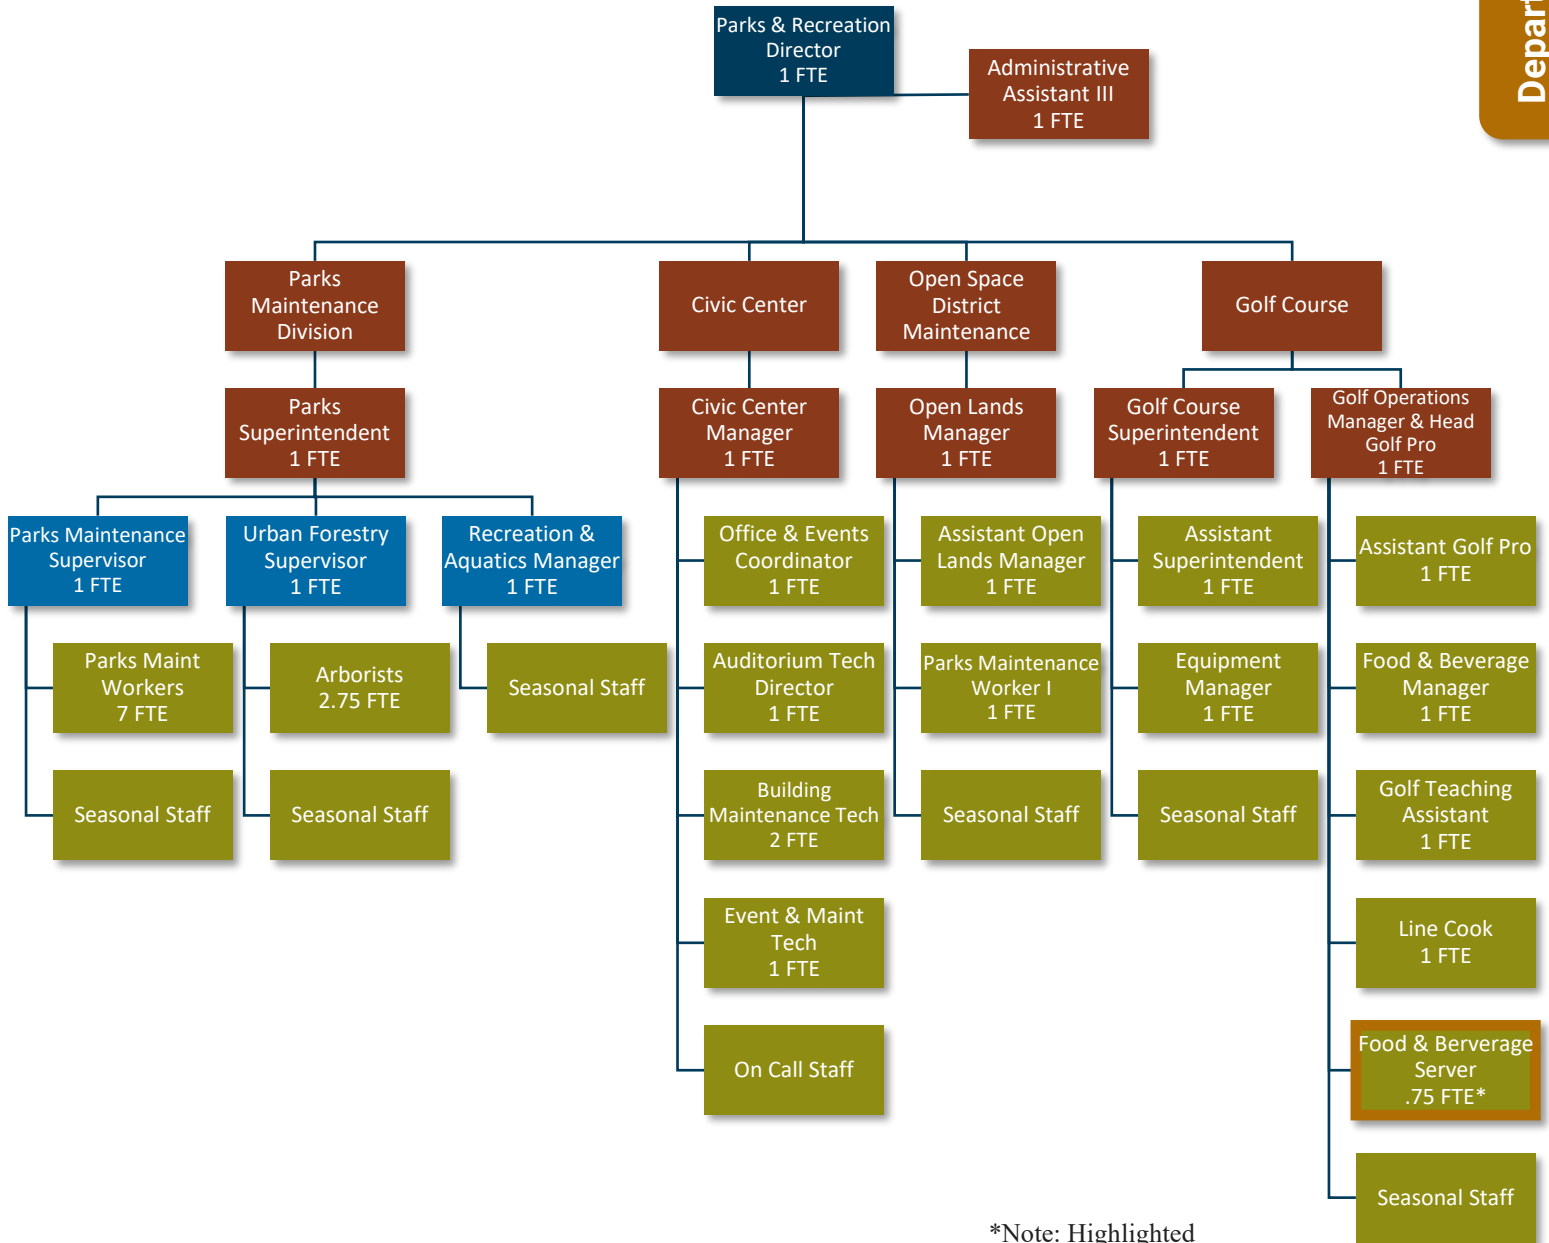 Parks & Recreation
Director
1 FTE
Administrative
Assistant III
1 FTE
Parks
Maintenance
Division
Civic Center
Open Space
District
Maintenance
Golf Course
Parks
Superintendent
1 FTE
Civic Center
Manager
1 FTE
Open Lands
Manager
1 FTE
Golf Course
Superintendent
1 FTE
Golf Operations
Manager & Head
Golf Pro
1 FTE
Parks Maintenance
Supervisor
1 FTE
Urban Forestry
Supervisor
1 FTE
Recreation &
Aquatics Manager
1 FTE
Office & Events
Coordinator
1 FTE
Assistant Open
Lands Manager
1 FTE
Assistant
Superintendent
1 FTE
Assistant Golf Pro
1 FTE
Parks Maint
Workers
7 FTE
Arborists
2.75 FTE
Seasonal Staff
Auditorium Tech
Director
1 FTE
Parks Maintenance
Worker I
1 FTE
Equipment
Manager
1 FTE
Food & Beverage
Manager
1 FTE
Seasonal Staff
Seasonal Staff
Building
Maintenance Tech
2 FTE
Seasonal Staff
Seasonal Staff
Golf Teaching
Assistant
1 FTE
Event & Maint
Tech
1 FTE
Line Cook
1 FTE
On Call Staff
Food & Berverage
Server
.75 FTE*
Seasonal Staff
*Note: Highlighted